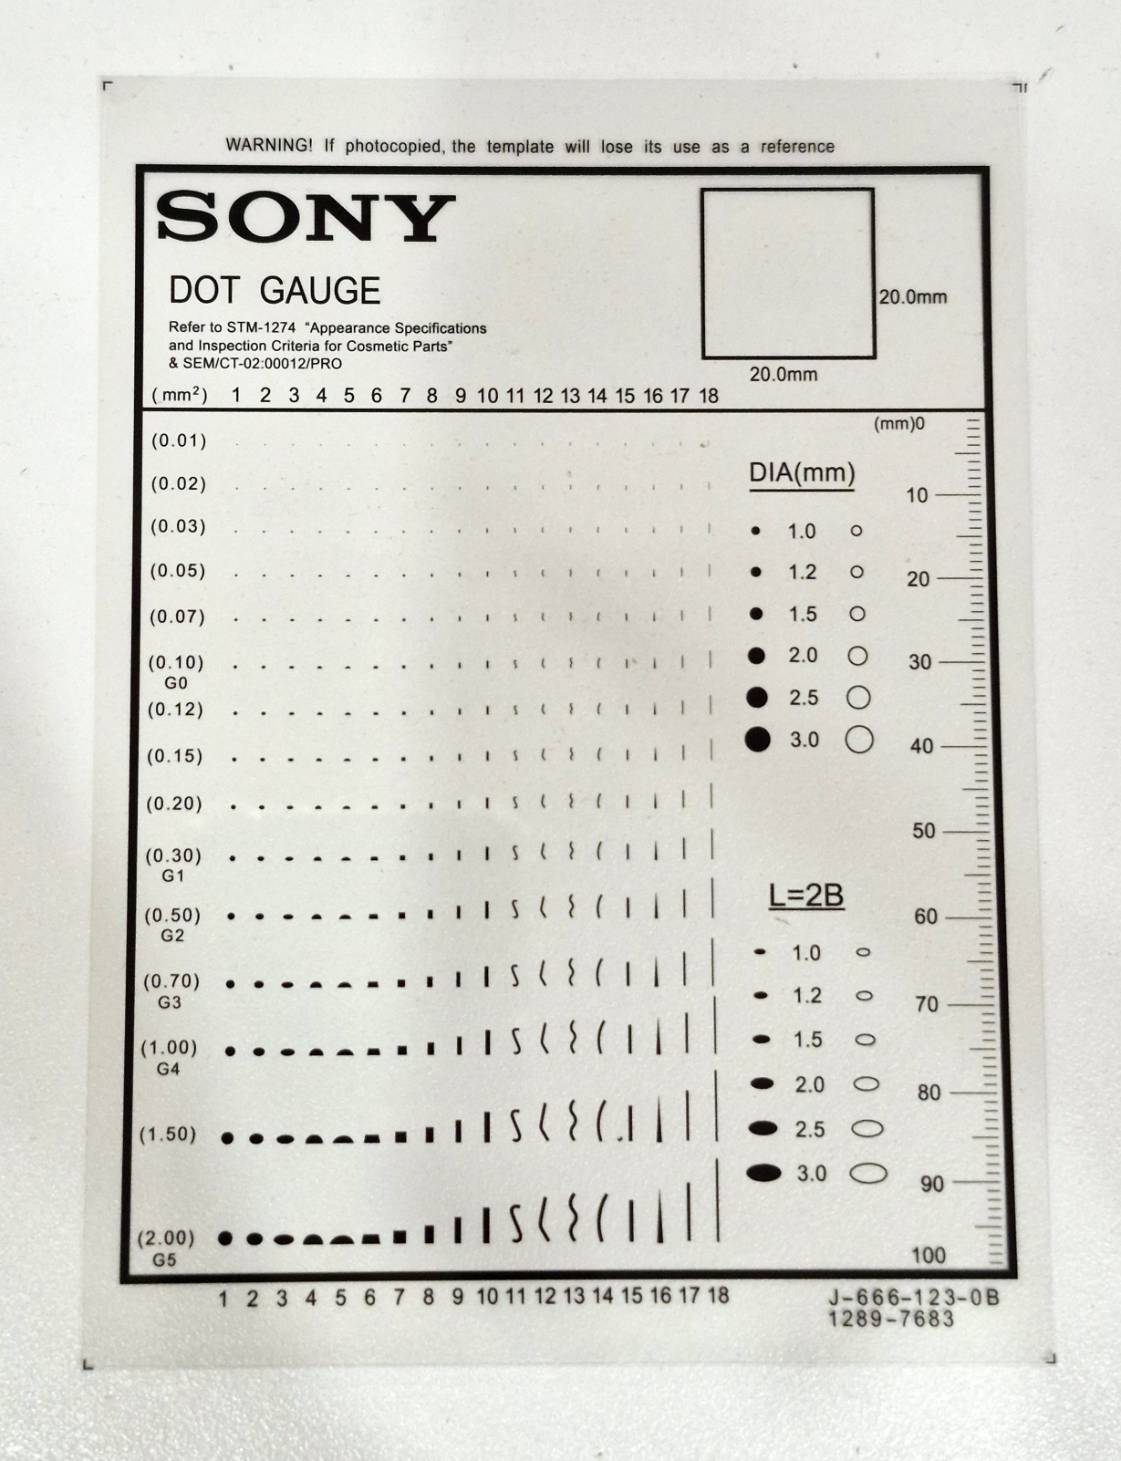 WARNING! If photocopied, the template will lose its use as a reference
SONY
DOT GAUGE
Refer to STM-1274 "Appearance Specifications
and Inspection Criteria for Cosmetic Parts"
& SEM/CT-02:00012/PRO
20.0mm
20.0mm
(mm²) 1 2 3 4 5 6 7 8 9 10 11 12 13 14 15 16 17 18
(0.01)
(0.02)
(0.03)
(0.05)
(0.07)
(0.10)
G0
(0.12)
(0.15)
(0.20)
(0.30)
G1
(0.50)
G2
(0.70)
G3
(1.00)
G4
(1.50)
(2.00)
G5
1 2 3 4 5 6 7 8 9 10 11 12 13 14 15 16 17 18
DIA(mm)
1.0
1.2
1.5
2.0
2.5
3.0
L=2B
1.0
1.2
1.5
2.0
2.5
3.0
(mm)0
10
20
30
40
50
60
70
80
90
100
J-666-123-0B
1289-7683